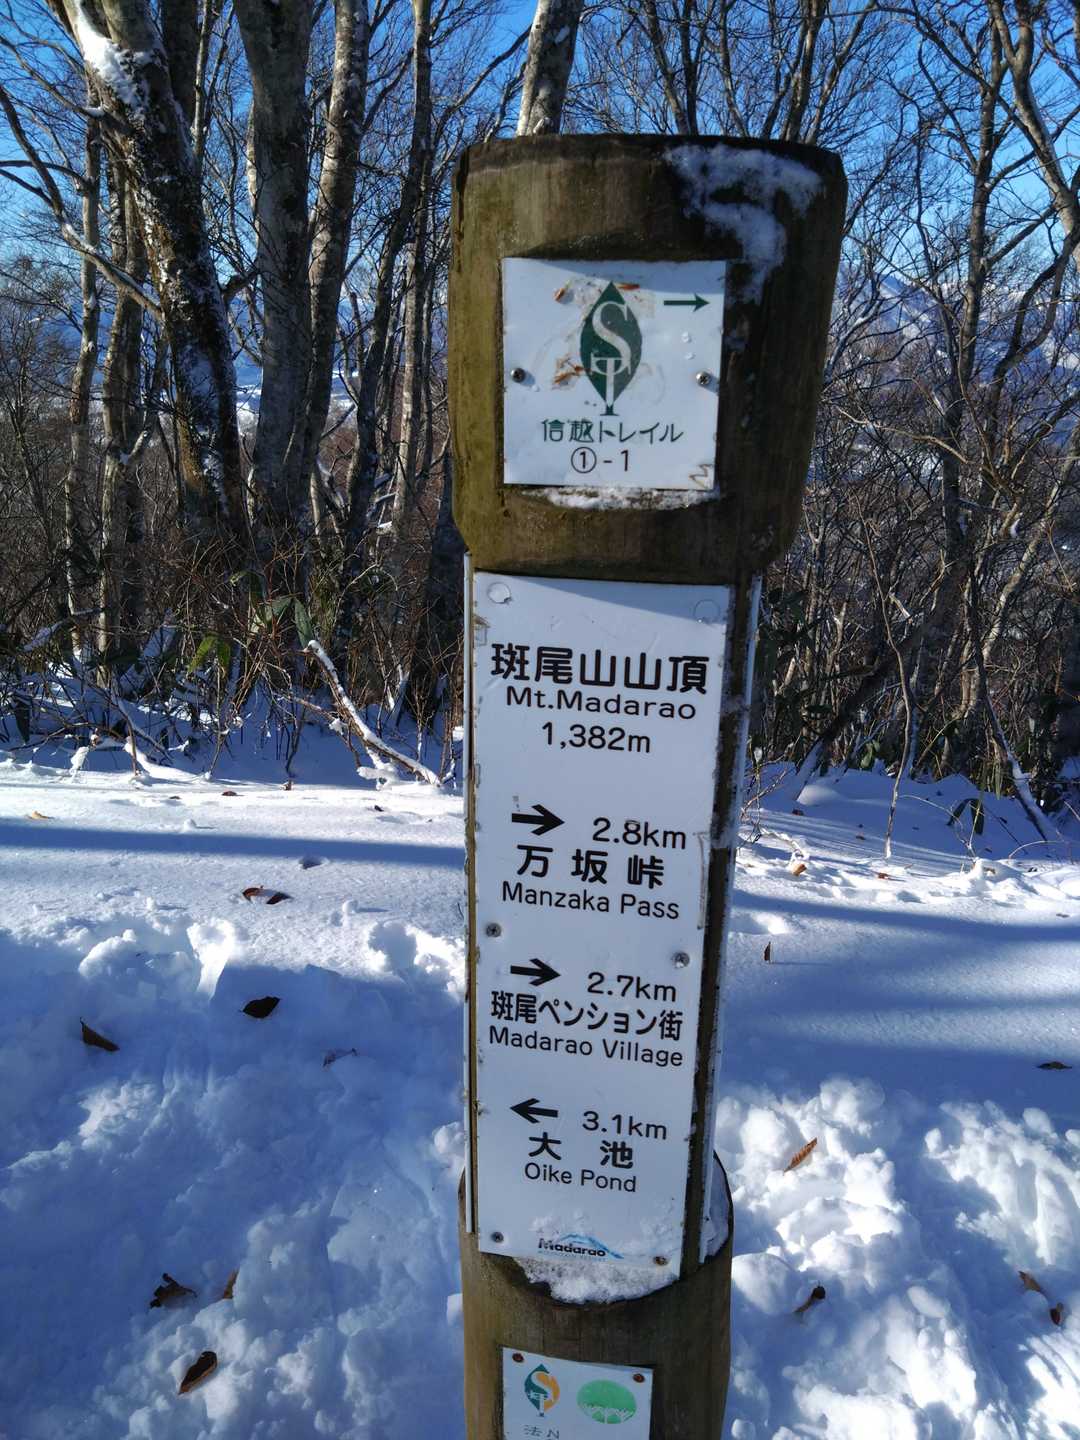 ST →
信越トレイル
①-1
斑尾山山頂
Mt.Madarao
1,382m
→ 2.8km
万坂峠
Manzaka Pass
→ 2.7km
斑尾ペンション街
Madarao Village
← 3.1km
大池
Oike Pond
Madarao